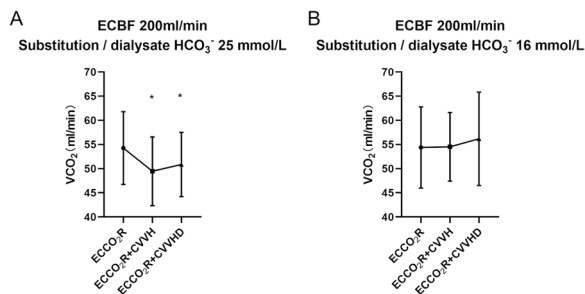 A
ECBF 200ml/min
Substitution / dialysate HCO₃⁻ 25 mmol/L
VCO₂(ml/min)
70
65
60
55
50
45
40
*
*
ECCO₂R
ECCO₂R+CVVH
ECCO₂R+CVVHD
B
ECBF 200ml/min
Substitution / dialysate HCO₃⁻ 16 mmol/L
VCO₂(ml/min)
70
65
60
55
50
45
40
ECCO₂R
ECCO₂R+CVVH
ECCO₂R+CVVHD